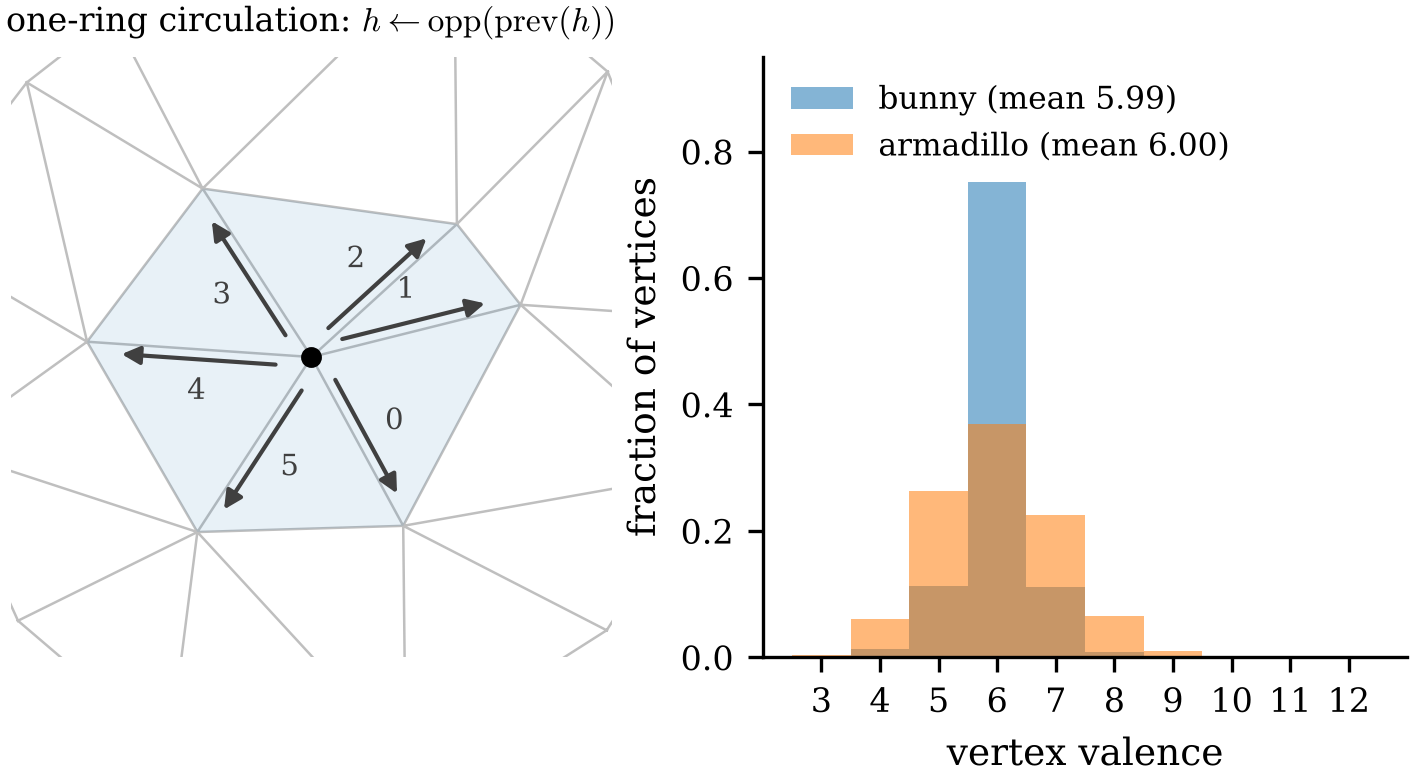 one-ring circulation: h ← opp(prev(h))
2
1
3
4
0
5
bunny (mean 5.99)
armadillo (mean 6.00)
fraction of vertices
0.8
0.6
0.4
0.2
0.0
3 4 5 6 7 8 9 10 11 12
vertex valence